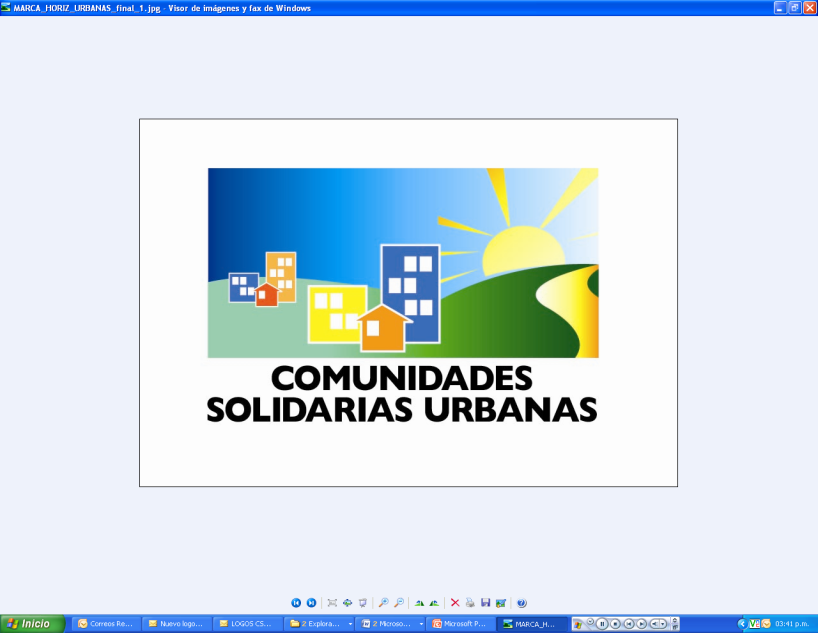 MARCA_HORIZ_URBANAS_final_1.jpg - Visor de imágenes y fax de Windows
COMUNIDADES
SOLIDARIAS URBANAS
Inicio
Correos Re...
Nuevo logo...
LOGOS CS...
2 Explora...
2 Microso...
Microsoft P...
MARCA_H...
03:41 p.m.